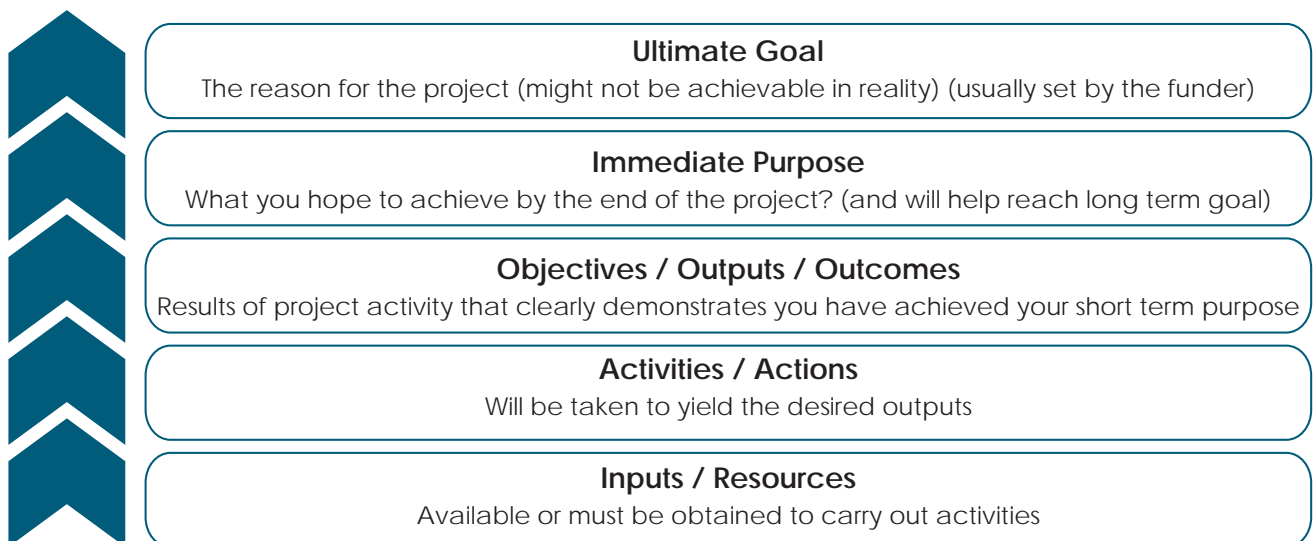 Ultimate Goal
The reason for the project (might not be achievable in reality) (usually set by the funder)
Immediate Purpose
What you hope to achieve by the end of the project? (and will help reach long term goal)
Objectives / Outputs / Outcomes
Results of project activity that clearly demonstrates you have achieved your short term purpose
Activities / Actions
Will be taken to yield the desired outputs
Inputs / Resources
Available or must be obtained to carry out activities